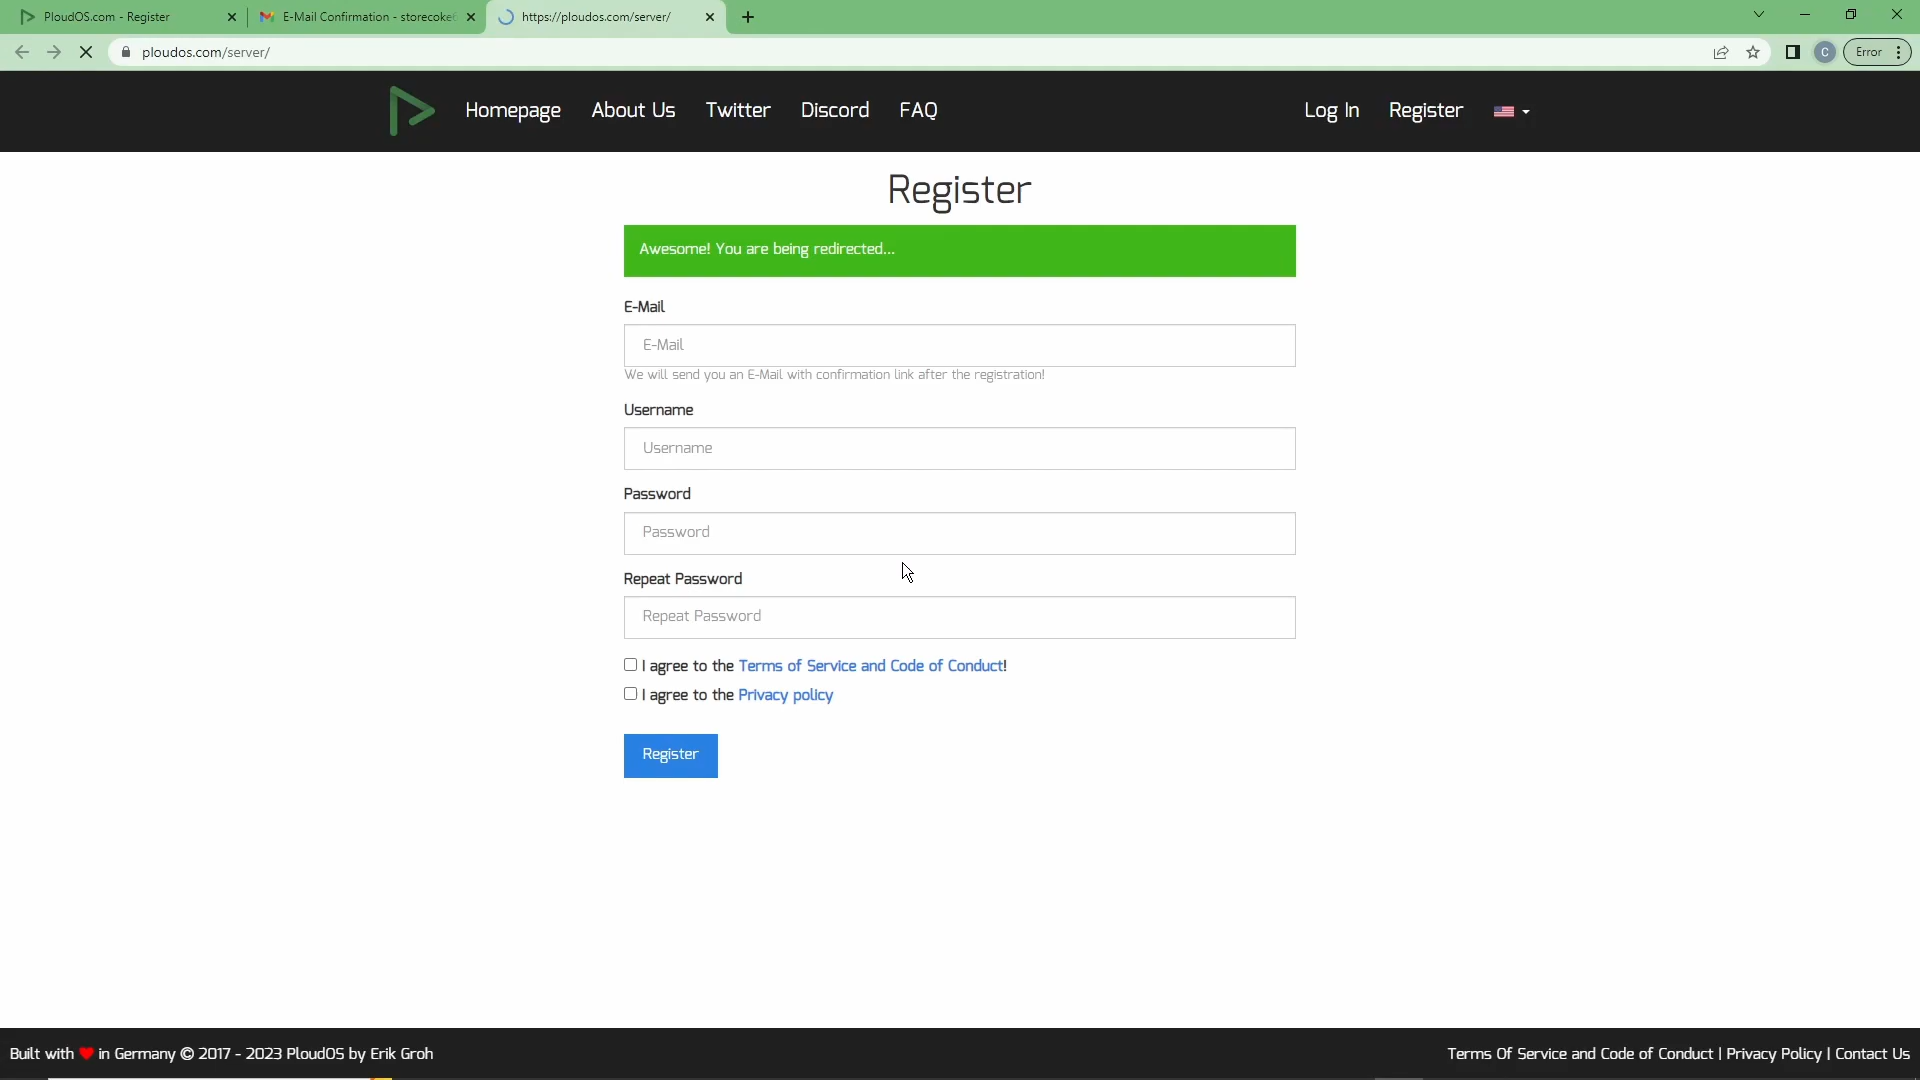 PloudOS.com - Register
E-Mail Confirmation - storecoke
https://ploudos.com/server/
ploudos.com/server/
C
Error
Homepage
About Us
Twitter
Discord
FAQ
Log In
Register
Register
Awesome! You are being redirected...
E-Mail
E-Mail
We will send you an E-Mail with confirmation link after the registration!
Username
Username
Password
Password
Repeat Password
Repeat Password
I agree to the Terms of Service and Code of Conduct!
I agree to the Privacy policy
Register
Built with ❤ in Germany © 2017 - 2023 PloudOS by Erik Groh
Terms Of Service and Code of Conduct | Privacy Policy | Contact Us